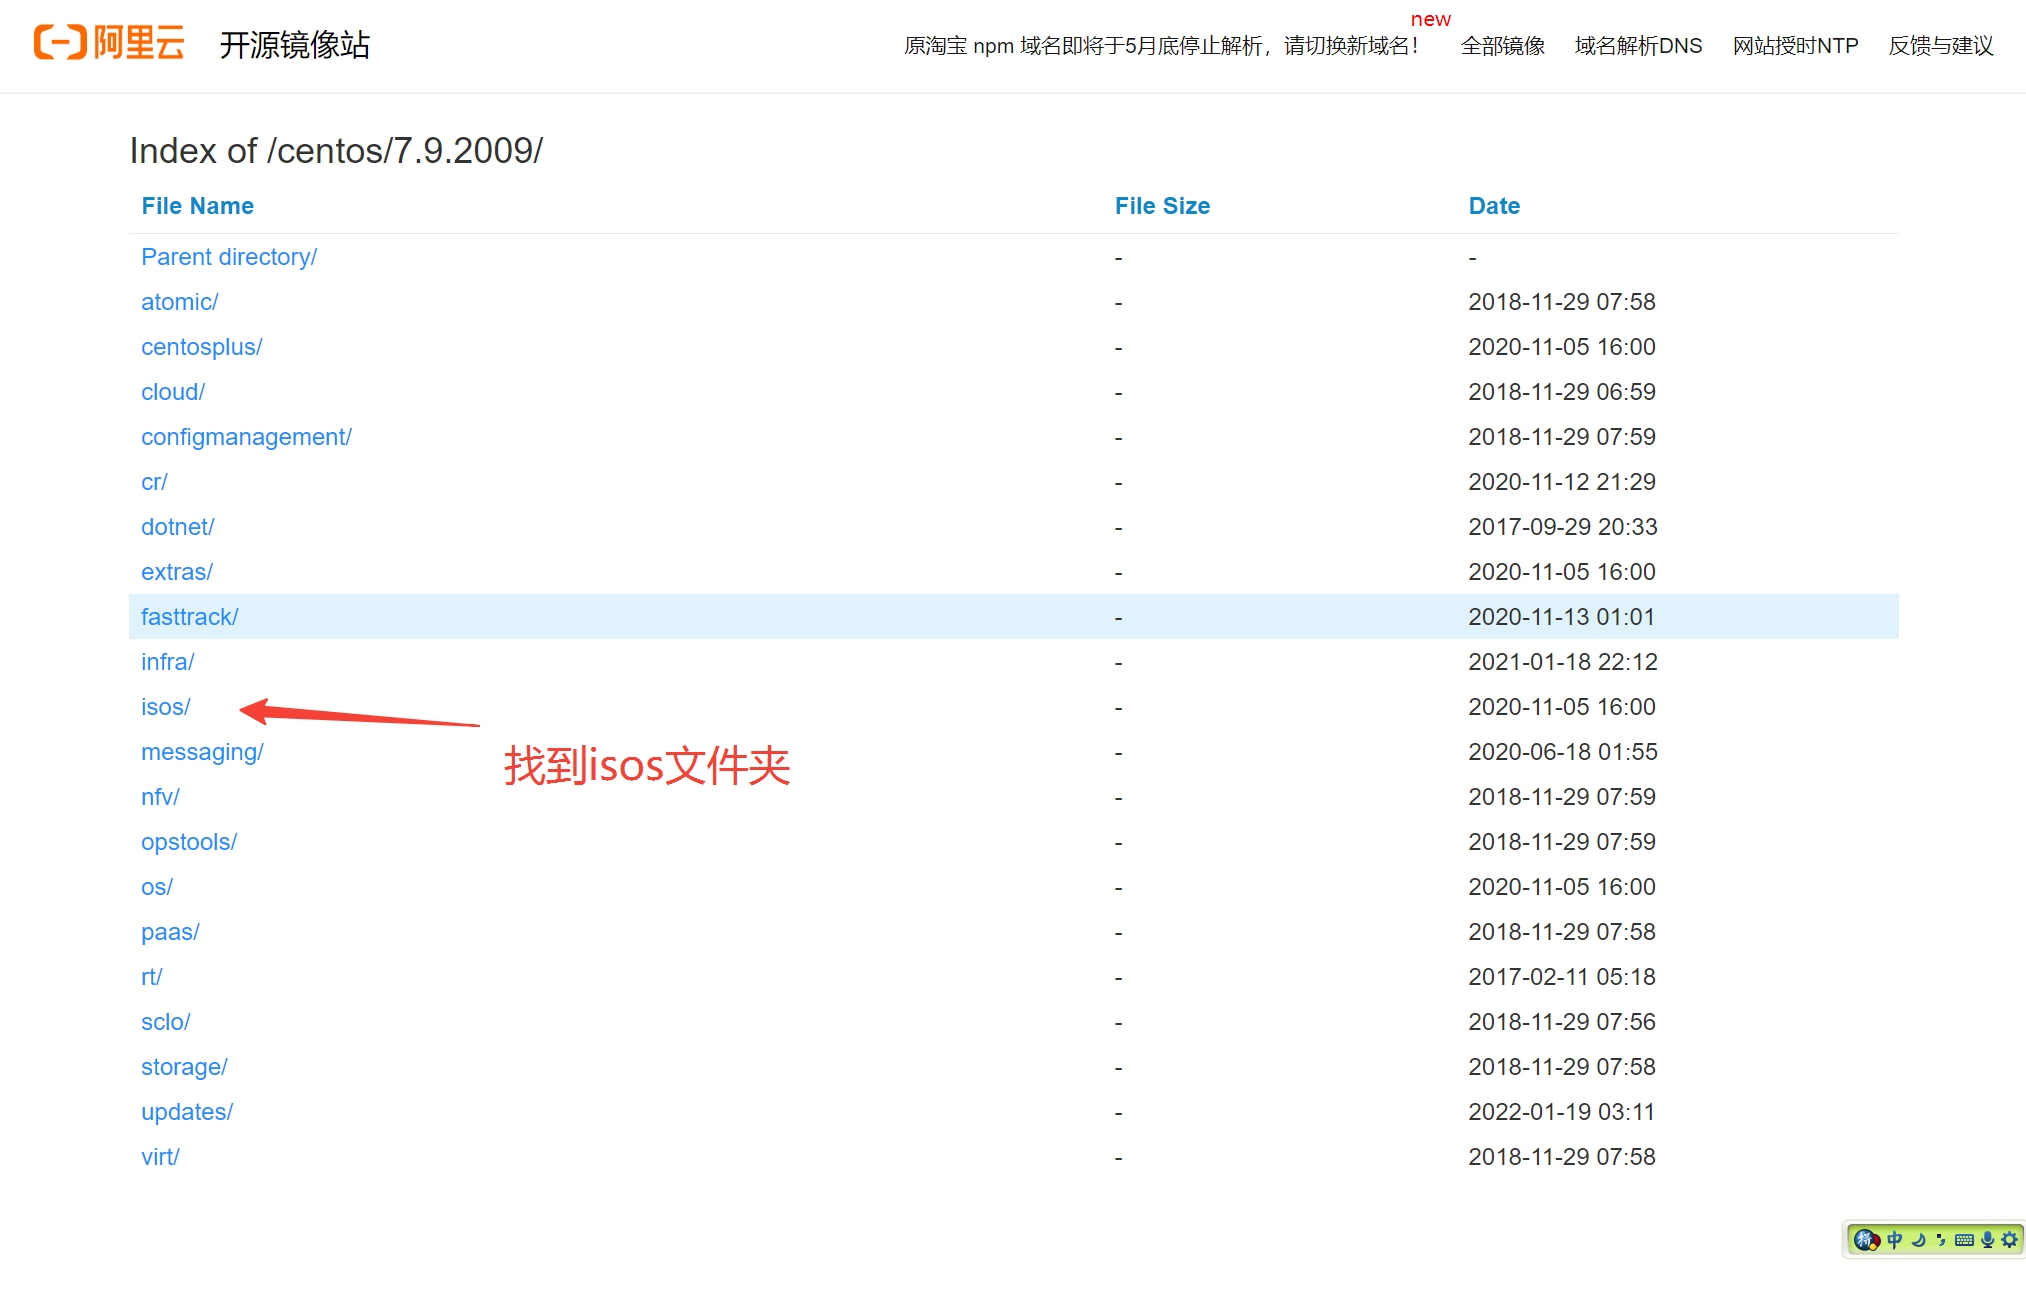 阿里云 开源镜像站
new
原淘宝 npm 域名即将于5月底停止解析，请切换新域名！ 全部镜像 域名解析DNS 网站授时NTP 反馈与建议
Index of /centos/7.9.2009/
File Name File Size Date
Parent directory/ - -
atomic/ - 2018-11-29 07:58
centosplus/ - 2020-11-05 16:00
cloud/ - 2018-11-29 06:59
configmanagement/ - 2018-11-29 07:59
cr/ - 2020-11-12 21:29
dotnet/ - 2017-09-29 20:33
extras/ - 2020-11-05 16:00
fasttrack/ - 2020-11-13 01:01
infra/ - 2021-01-18 22:12
isos/ - 2020-11-05 16:00
messaging/ - 2020-06-18 01:55
找到isos文件夹
nfv/ - 2018-11-29 07:59
opstools/ - 2018-11-29 07:59
os/ - 2020-11-05 16:00
paas/ - 2018-11-29 07:58
rt/ - 2017-02-11 05:18
sclo/ - 2018-11-29 07:56
storage/ - 2018-11-29 07:58
updates/ - 2022-01-19 03:11
virt/ - 2018-11-29 07:58
拼 中